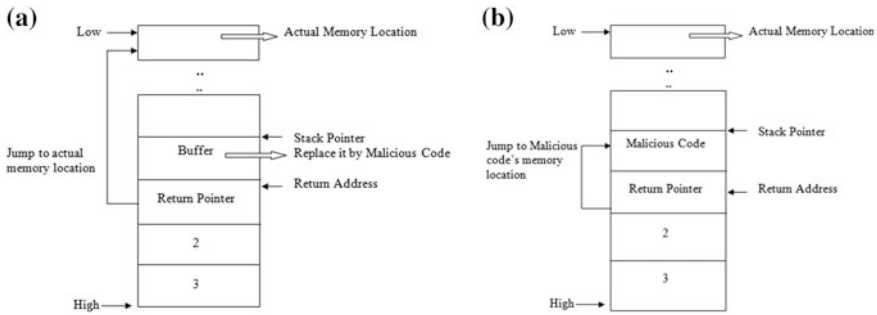 (a)
Low
Actual Memory Location
..
..
Stack Pointer
Buffer
Replace it by Malicious Code
Jump to actual
memory location
Return Address
Return Pointer
2
3
High
(b)
Low
Actual Memory Location
..
..
Stack Pointer
Malicious Code
Jump to Malicious
code's memory
location
Return Pointer
Return Address
2
3
High